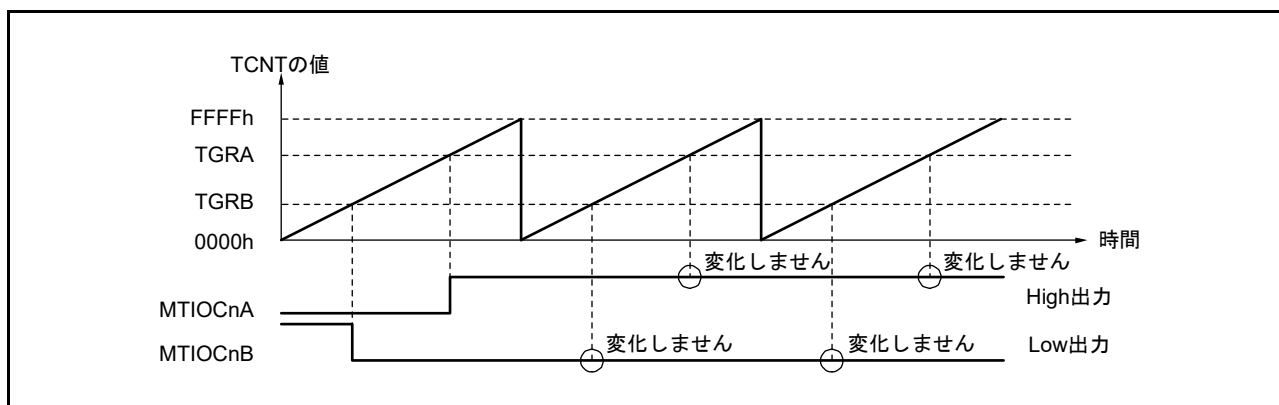 TCNTの値
FFFFh
TGRA
TGRB
0000h
時間
変化しません 変化しません
High出力
MTIOCnA
変化しません 変化しません
Low出力
MTIOCnB